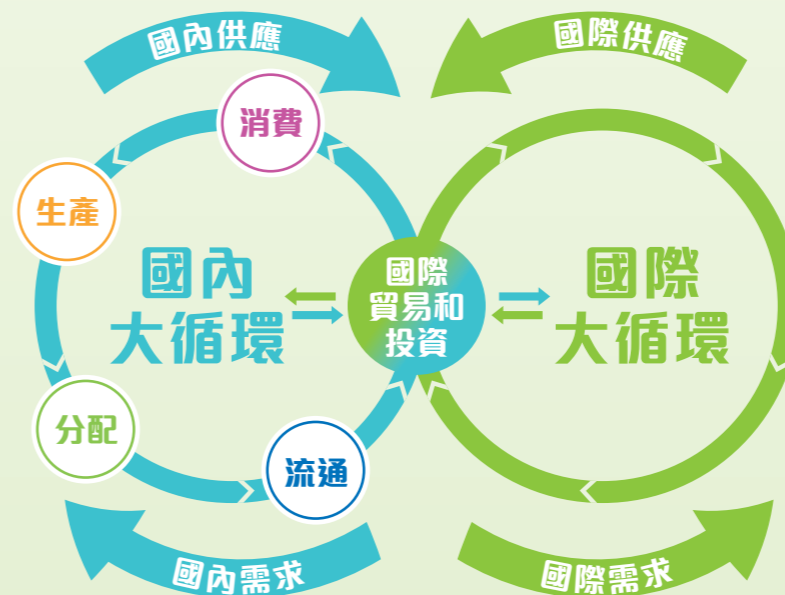 國內供應
國際供應
消費
生產
國內
大循環
國際
貿易和
投資
國際
大循環
分配
流通
國內需求
國際需求